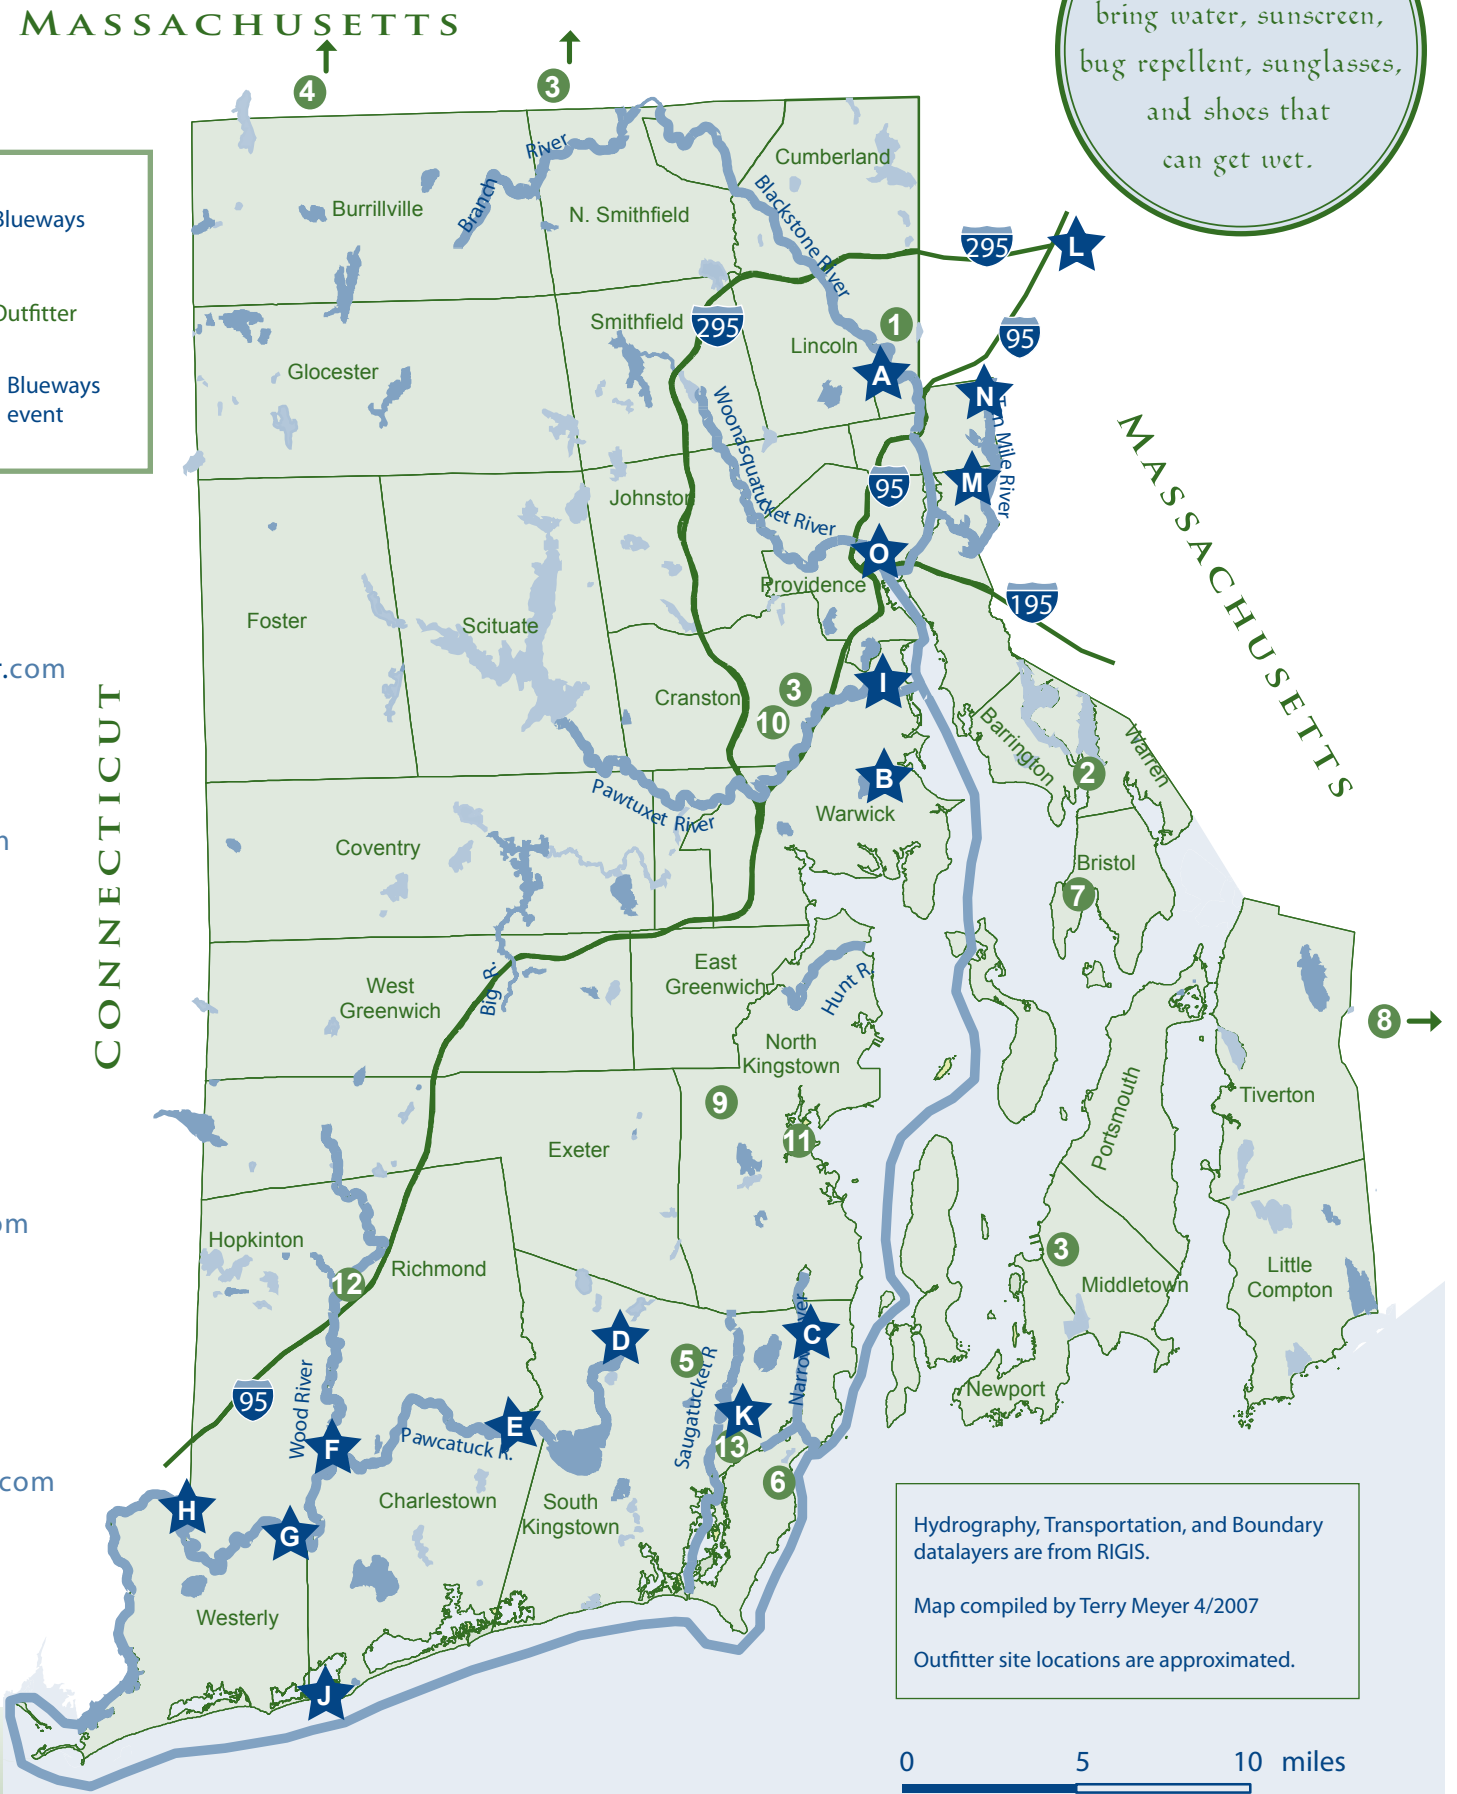 MASSACHUSETTS
bring water, sunscreen,
bug repellent, sunglasses,
and shoes that
can get wet.
4
3
Blueways
Outfitter
Blueways
event
Burrillville
Branch
River
N. Smithfield
Cumberland
Blackstone River
295
L
95
Smithfield
295
Lincoln
1
A
N
Glocester
Woonasquatucket River
Mile River
M
95
MASSACHUSETTS
Johnston
O
Providence
195
Foster
Scituate
.com
CONNECTICUT
Cranston
3
10
I
B
Warwick
Barrington
Warren
2
Pawtuxet River
Coventry
Bristol
7
West
Greenwich
Big R.
East
Greenwich
Hunt R.
North
Kingstown
8
9
11
Portsmouth
Tiverton
Exeter
om
Hopkinton
12
Richmond
3
Middletown
Little
Compton
D
C
5
Saugatucket R
Narro
ver
K
13
6
Newport
95
Wood River
F
Pawcatuck R.
E
.com
H
G
Charlestown
South
Kingstown
Westerly
J
Hydrography, Transportation, and Boundary
datalayers are from RIGIS.
Map compiled by Terry Meyer 4/2007
Outfitter site locations are approximated.
0 5 10 miles